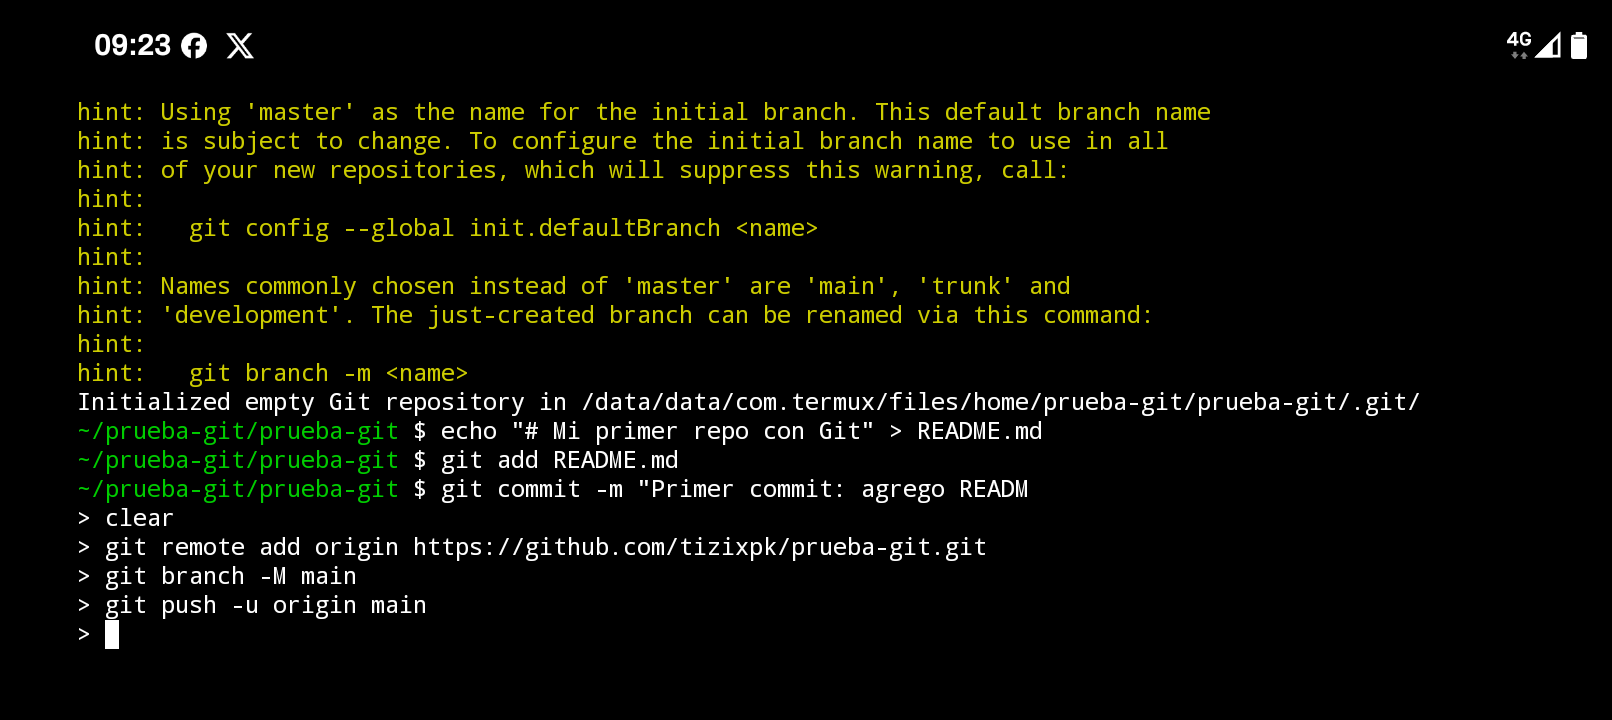 09:23
4G
hint: Using 'master' as the name for the initial branch. This default branch name
hint: is subject to change. To configure the initial branch name to use in all
hint: of your new repositories, which will suppress this warning, call:
hint:
hint:   git config --global init.defaultBranch <name>
hint:
hint: Names commonly chosen instead of 'master' are 'main', 'trunk' and
hint: 'development'. The just-created branch can be renamed via this command:
hint:
hint:   git branch -m <name>
Initialized empty Git repository in /data/data/com.termux/files/home/prueba-git/prueba-git/.git/
~/prueba-git/prueba-git $ echo "# Mi primer repo con Git" > README.md
~/prueba-git/prueba-git $ git add README.md
~/prueba-git/prueba-git $ git commit -m "Primer commit: agrego READM
> clear
> git remote add origin https://github.com/tizixpk/prueba-git.git
> git branch -M main
> git push -u origin main
>